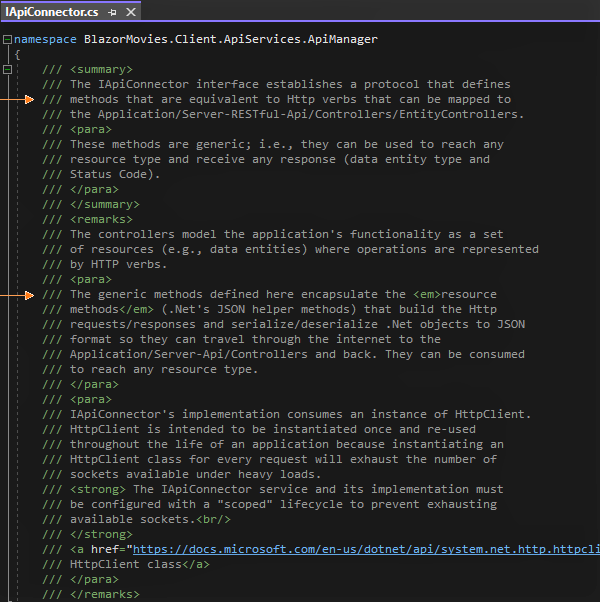 IApiConnector.cs
namespace BlazorMovies.Client.ApiServices.ApiManager
{
/// <summary>
/// The IApiConnector interface establishes a protocol that defines
/// methods that are equivalent to Http verbs that can be mapped to
/// the Application/Server-RESTful-Api/Controllers/EntityControllers.
/// <para>
/// These methods are generic; i.e., they can be used to reach any
/// resource type and receive any response (data entity type and
/// Status Code).
/// </para>
/// </summary>
/// <remarks>
/// The controllers model the application's functionality as a set
/// of resources (e.g., data entities) where operations are represented
/// by HTTP verbs.
/// <para>
/// The generic methods defined here encapsulate the <em>resource
/// methods</em> (.Net's JSON helper methods) that build the Http
/// requests/responses and serialize/deserialize .Net objects to JSON
/// format so they can travel through the internet to the
/// Application/Server-Api/Controllers and back. They can be consumed
/// to reach any resource type.
/// </para>
/// <para>
/// IApiConnector's implementation consumes an instance of HttpClient.
/// HttpClient is intended to be instantiated once and re-used
/// throughout the life of an application because instantiating an
/// HttpClient class for every request will exhaust the number of
/// sockets available under heavy loads.
/// <strong> The IApiConnector service and its implementation must
/// be configured with a "scoped" lifecycle to prevent exhausting
/// available sockets.<br/>
/// </strong>
/// <a href="https://docs.microsoft.com/en-us/dotnet/api/system.net.http.httpcli
/// HttpClient class</a>
/// </para>
/// </remarks>